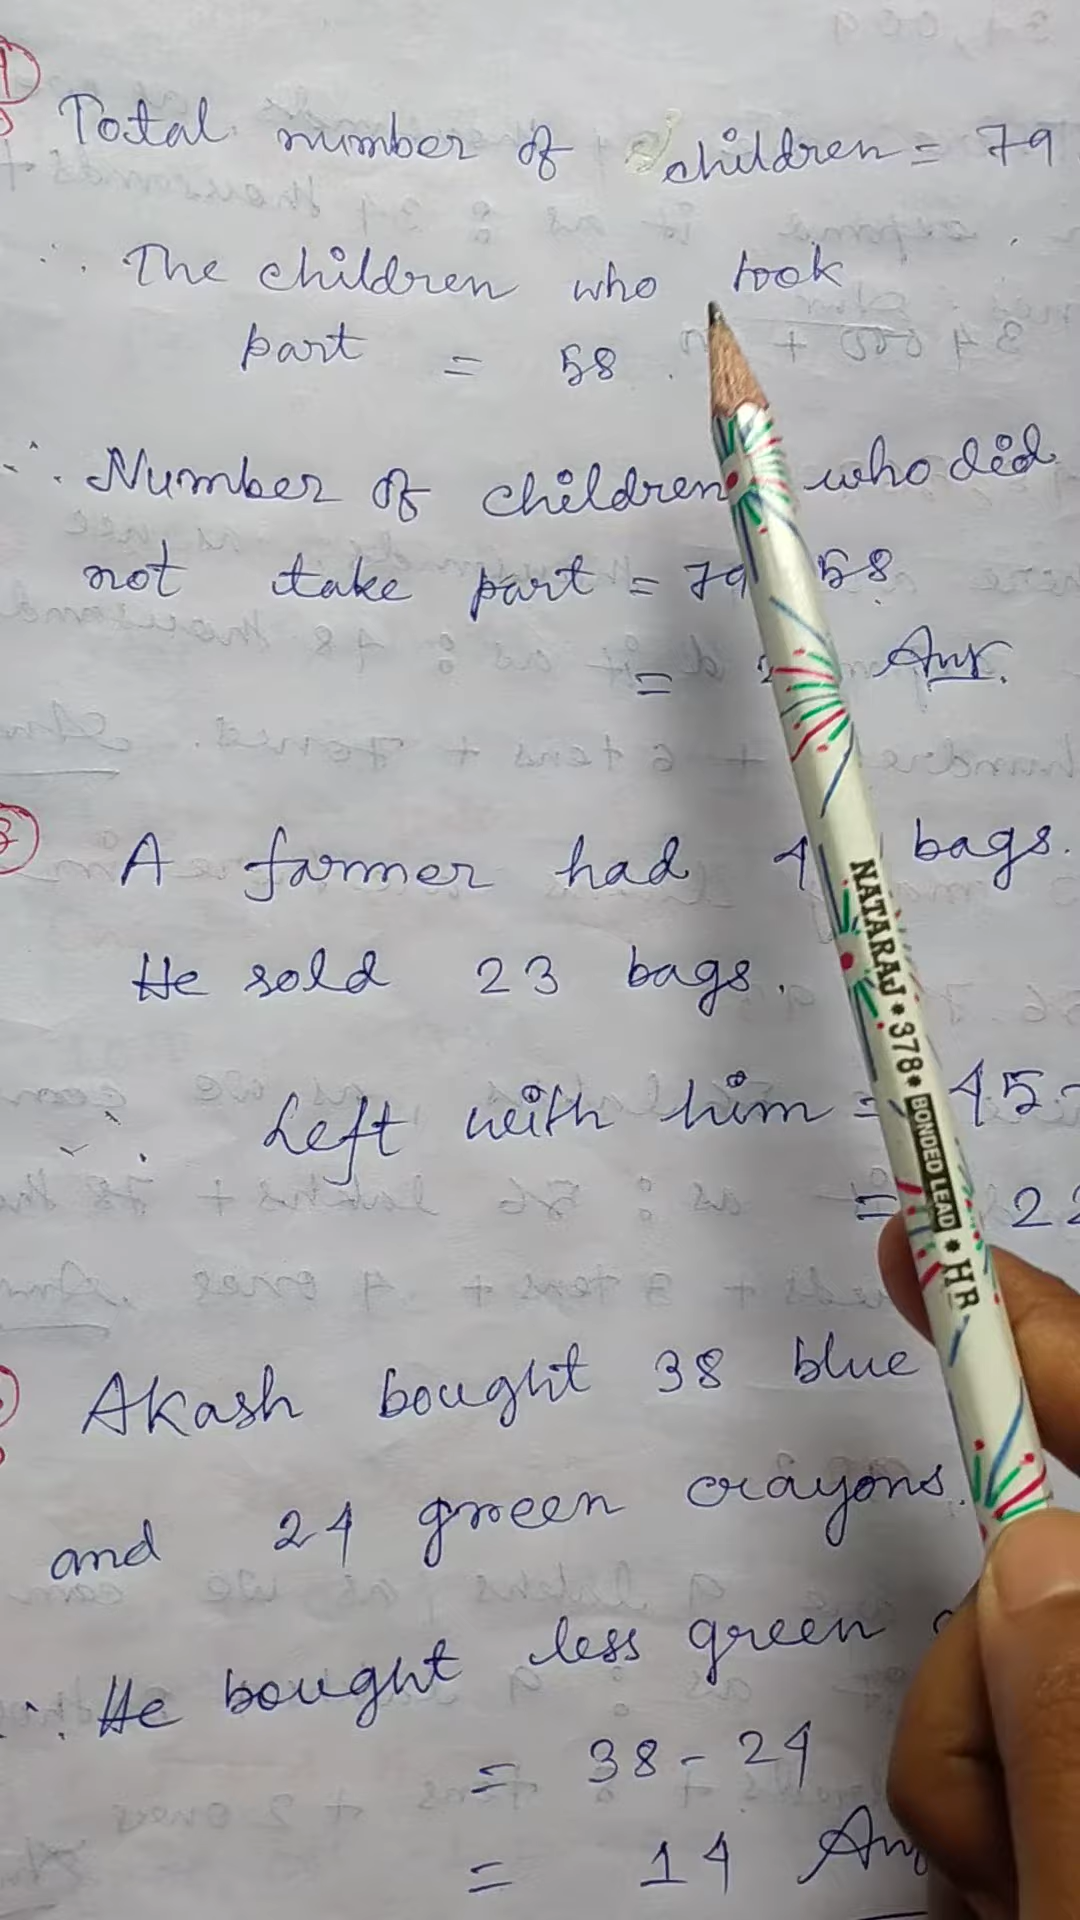 Total number of children = 79
∴ The children who took
part = 58.
∴ Number of children who did
not take part = 79 58
= Ans.
A farmer had 4 bags.
He sold 23 bags.
∴ Left with him = 45-
= 22
Akash bought 38 blue
and 24 green crayons.
∴ He bought less green
= 38 - 24
= 14 Ans
NATARAJ • 378 • BONDED LEAD • HB